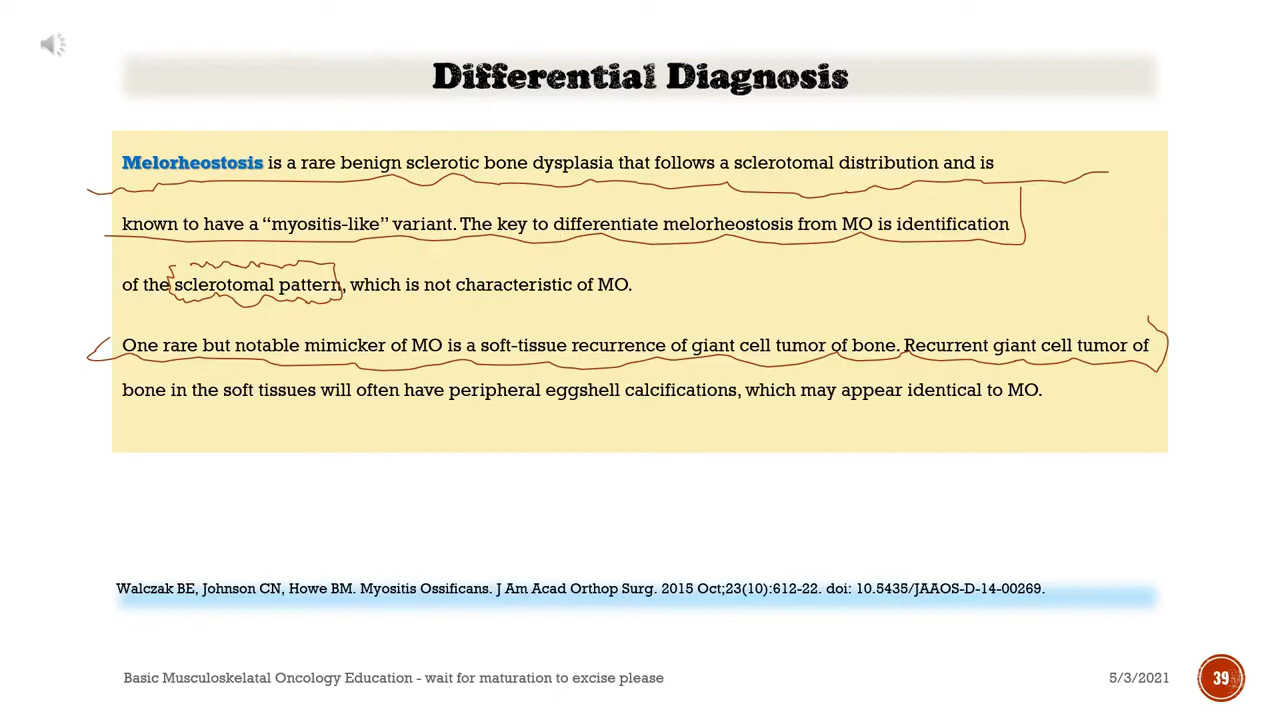 Differential Diagnosis
Melorheostosis is a rare benign sclerotic bone dysplasia that follows a sclerotomal distribution and is
known to have a “myositis-like” variant. The key to differentiate melorheostosis from MO is identification
of the sclerotomal pattern, which is not characteristic of MO.
One rare but notable mimicker of MO is a soft-tissue recurrence of giant cell tumor of bone. Recurrent giant cell tumor of
bone in the soft tissues will often have peripheral eggshell calcifications, which may appear identical to MO.
Walczak BE, Johnson CN, Howe BM. Myositis Ossificans. J Am Acad Orthop Surg. 2015 Oct;23(10):612-22. doi: 10.5435/JAAOS-D-14-00269.
Basic Musculoskelatal Oncology Education - wait for maturation to excise please
5/3/2021
39